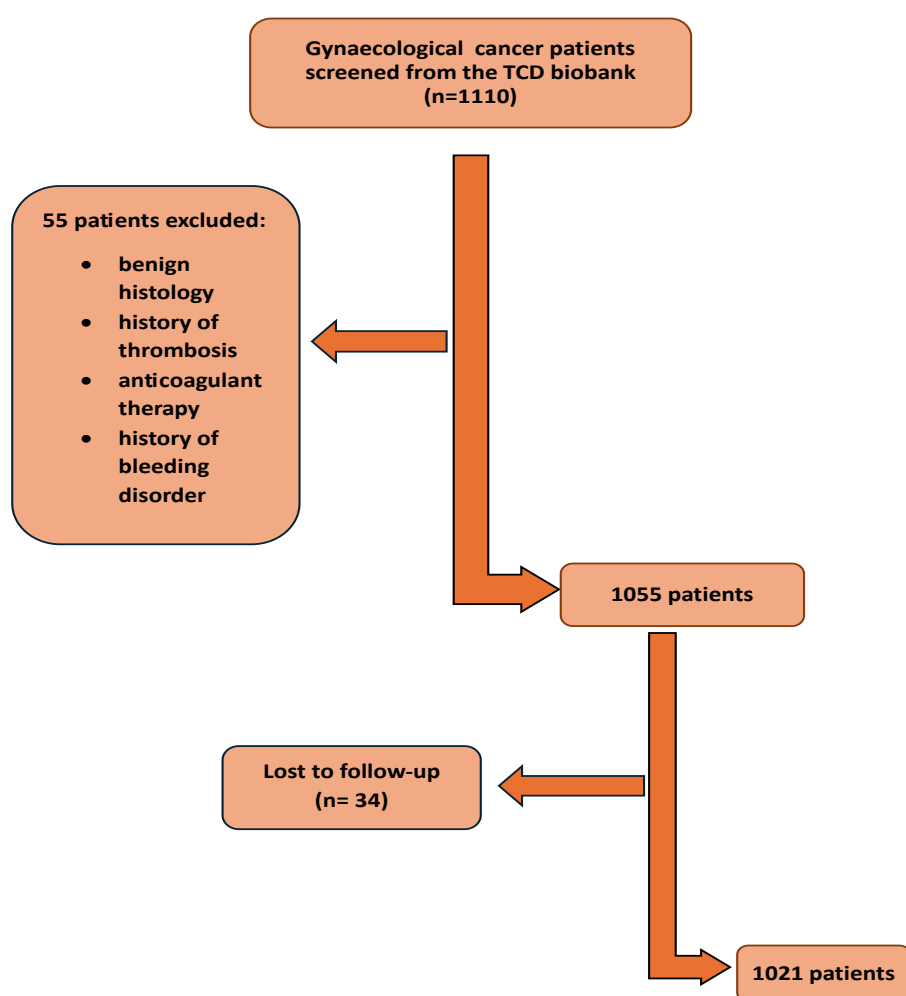 Gynaecological cancer patients
screened from the TCD biobank
(n=1110)
55 patients excluded:
• benign
histology
• history of
thrombosis
• anticoagulant
therapy
• history of
bleeding
disorder
1055 patients
Lost to follow-up
(n= 34)
1021 patients